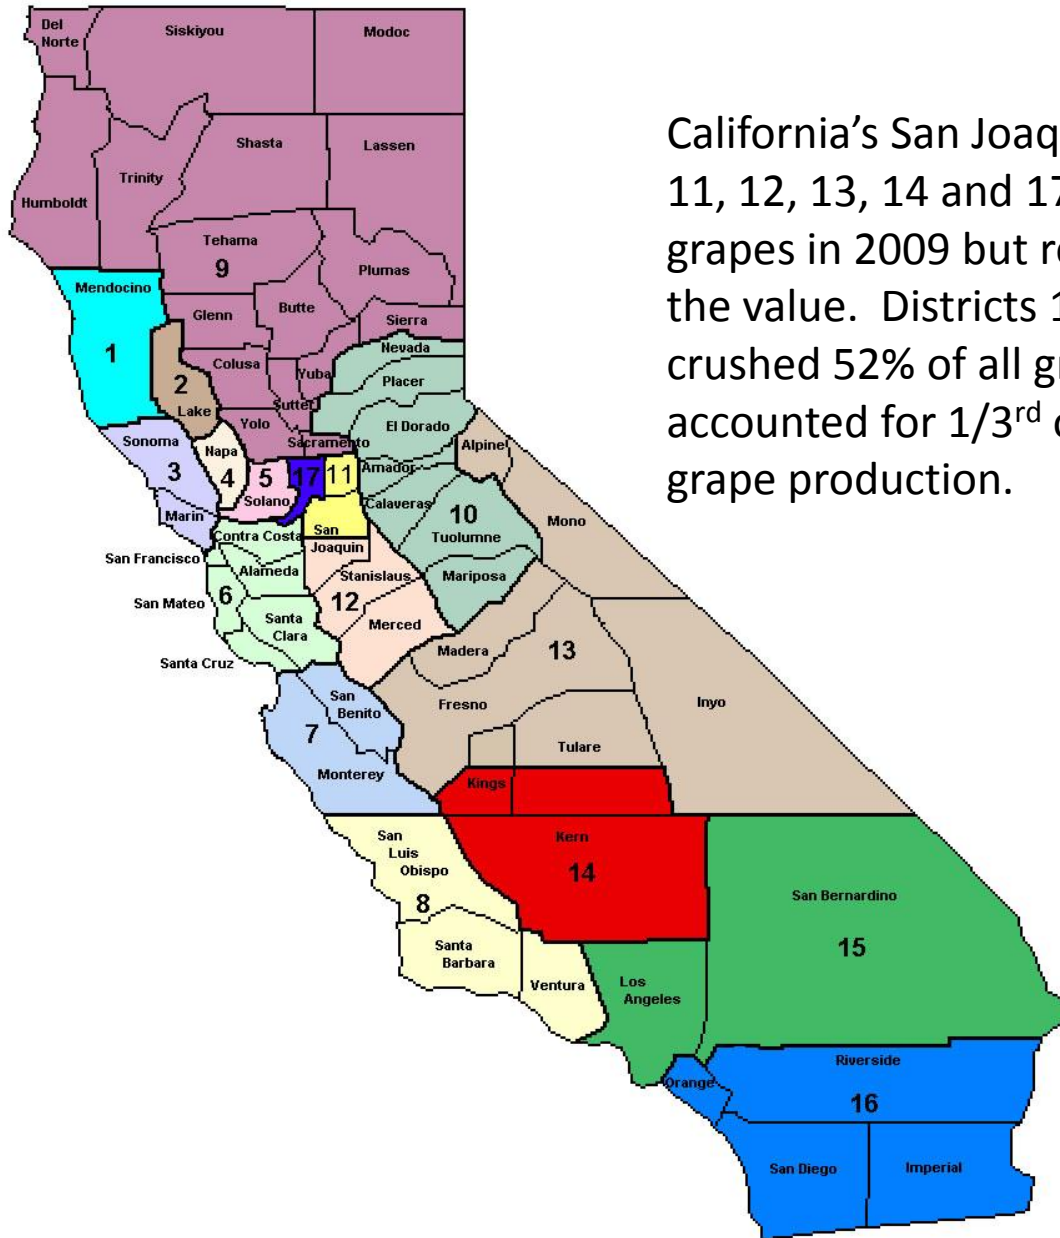 Del
Norte
Siskiyou
Modoc
Humboldt
Trinity
Shasta
Lassen
Tehama
9
Plumas
Mendocino
1
Glenn
Butte
Sierra
2
Lake
Colusa
Yuba
Sutter
Nevada
Placer
Yolo
El Dorado
Sacramento
Alpine
Sonoma
3
Napa
4
5
Solano
17
11
Amador
Calaveras
10
Tuolumne
Mono
Marin
Contra Costa
San
Joaquin
San Francisco
Alameda
Stanislaus
Mariposa
San Mateo
6
12
Santa
Clara
Merced
Santa Cruz
Madera
13
San
Benito
Fresno
Inyo
7
Monterey
Tulare
Kings
San
Luis
Obispo
8
Kern
14
San Bernardino
15
Santa
Barbara
Ventura
Los
Angeles
Orange
Riverside
16
San Diego
Imperial
California’s San
11, 12, 13, 14 and
grapes in 2009 but
the value. Districts
crushed 52% of all
accounted for 1/3rd
grape production.